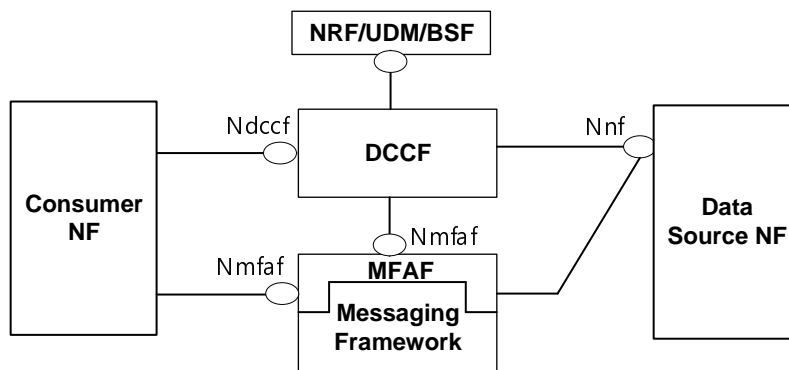 NRF/UDM/BSF
Ndccf
Nnf
DCCF
Consumer
NF
Data
Source NF
Nmfaf
Nmfaf
MFAF
Messaging
Framework